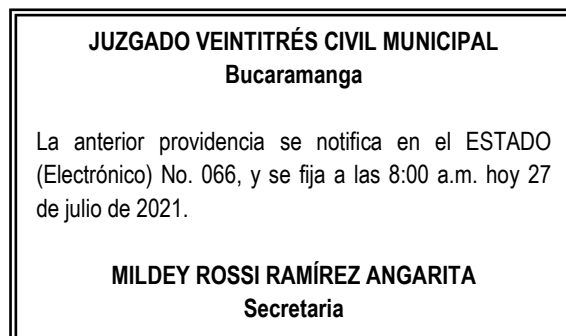 JUZGADO VEINTITRÉS CIVIL MUNICIPAL
Bucaramanga
La anterior providencia se notifica en el ESTADO
(Electrónico) No. 066, y se fija a las 8:00 a.m. hoy 27
de julio de 2021.
MILDEY ROSSI RAMÍREZ ANGARITA
Secretaria